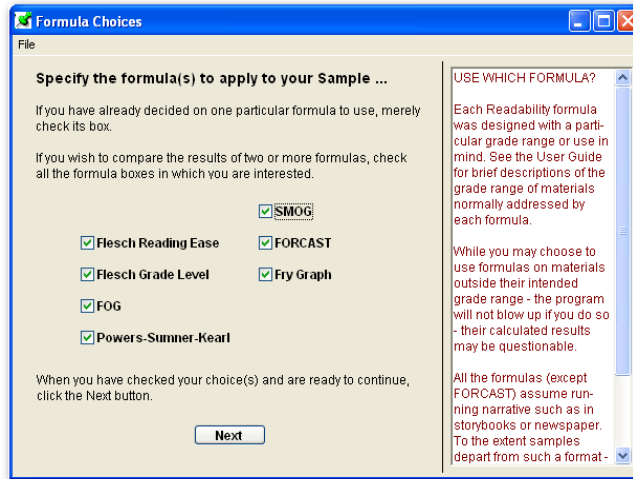 Formula Choices
File
Specify the formula(s) to apply to your Sample ...
If you have already decided on one particular formula to use, merely
check its box.
If you wish to compare the results of two or more formulas, check
all the formula boxes in which you are interested.
SMOG
Flesch Reading Ease
FORCAST
Flesch Grade Level
Fry Graph
FOG
Powers-Sumner-Kearl
When you have checked your choice(s) and are ready to continue,
click the Next button.
Next
USE WHICH FORMULA?
Each Readability formula
was designed with a parti-
cular grade range or use in
mind. See the User Guide
for brief descriptions of the
grade range of materials
normally addressed by
each formula.
While you may choose to
use formulas on materials
outside their intended
grade range - the program
will not blow up if you do so
- their calculated results
may be questionable.
All the formulas (except
FORCAST) assume run-
ning narrative such as in
storybooks or newspaper.
To the extent samples
depart from such a format -